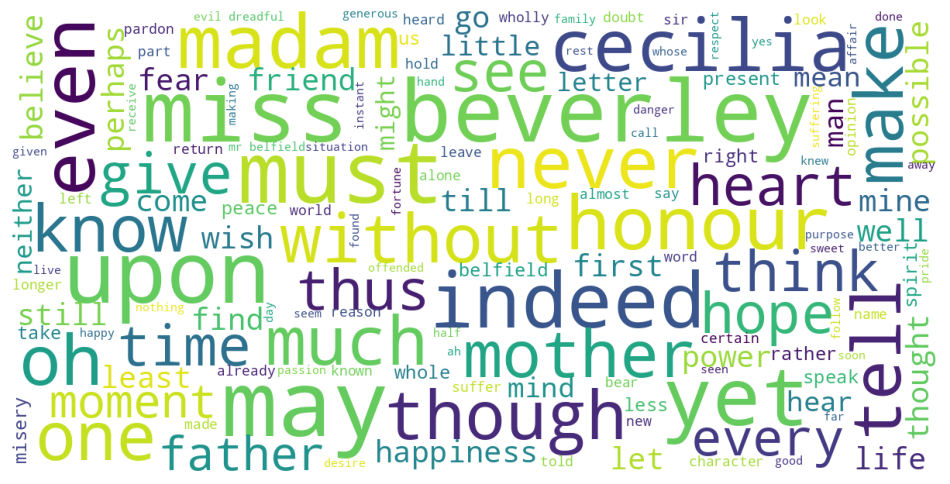 evil dreadful generous heard wholly family doubt sir respect yes look done
pardon part madam us go little cecilia whose affair
believe perhaps fear friend hold rest see letter present mean make possible
even receive miss making hand might instant beverley danger call suffering man opinion
given return mr belfield situation leave never right knew away
neither left give must alone heart mine
come peace world fortune till long almost say
know wish found without honour purpose sweet better well
live longer upon offended belfield first word think spirit pride
still take thus seem reason indeed hope name follow thought
happy nothing find day much half ah mother certain power rather soon tell
oh time already passion known whole seen speak
least moment made may suffer mind bear less yet hear far
misery one father desire though happiness told new let character every good life